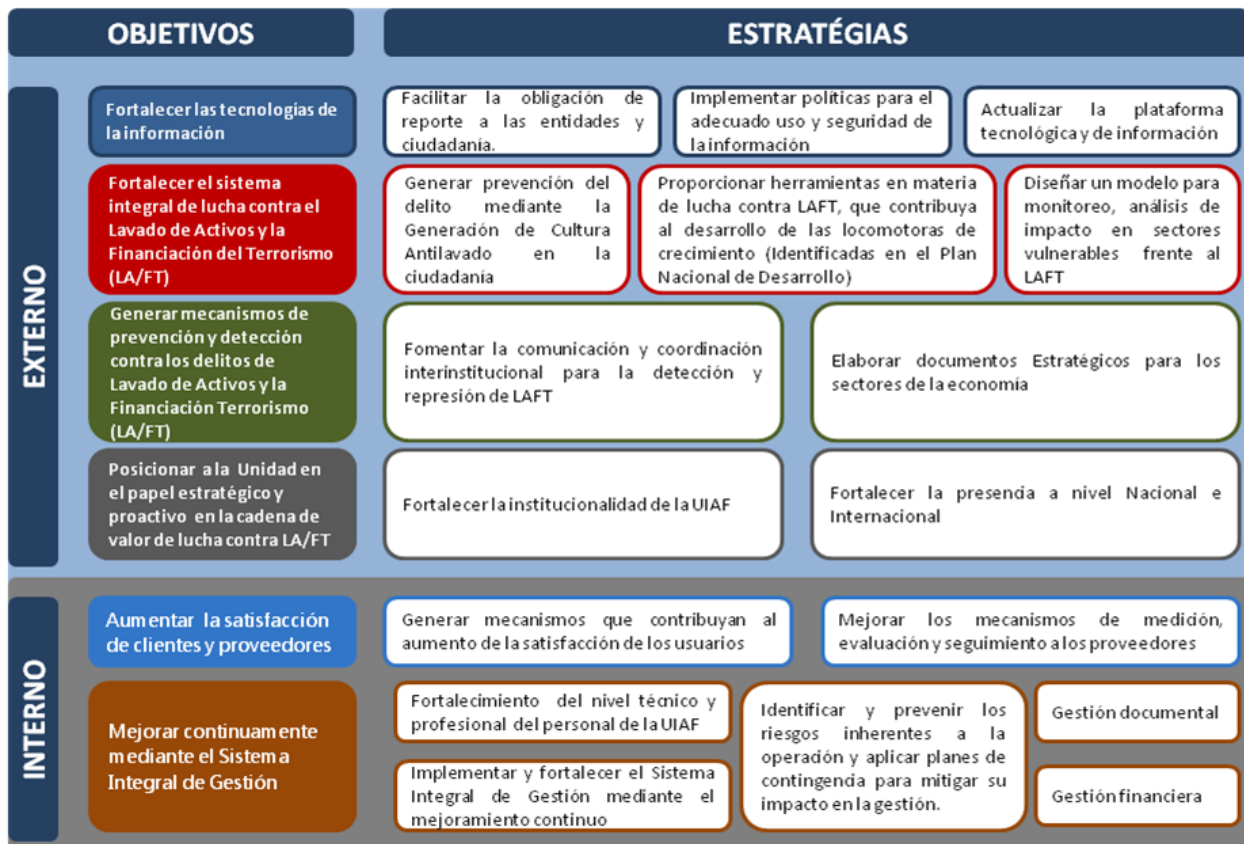 OBJETIVOS
ESTRATÉGIAS
EXTERNO
Fortalecer las tecnologías de
la información
Facilitar la obligación de
reporte a las entidades y
ciudadanía.
Implementar políticas para el
adecuado uso y seguridad de
la información
Actualizar la plataforma
tecnológica y de información
Fortalecer el sistema
integral de lucha contra el
Lavado de Activos y la
Financiación del Terrorismo
(LA/FT)
Generar prevención del
delito mediante la
Generación de Cultura
Antilavado en la
ciudadanía
Proporcionar herramientas en materia
de lucha contra LAFT, que contribuya
al desarrollo de las locomotoras de
crecimiento (Identificadas en el Plan
Nacional de Desarrollo)
Diseñar un modelo para
monitoreo, análisis de
impacto en sectores
vulnerables frente al
LAFT
Generar mecanismos de
prevención y detección
contra los delitos de
Lavado de Activos y la
Financiación Terrorismo
(LA/FT)
Fomentar la comunicación y coordinación
interinstitucional para la detección y
represión de LAFT
Elaborar documentos Estratégicos para los
sectores de la economía
Posicionar a la Unidad en
el papel estratégico y
proactivo en la cadena de
valor de lucha contra LA/FT
Fortalecer la institucionalidad de la UIAF
Fortalecer la presencia a nivel Nacional e
Internacional
INTERNO
Aumentar la satisfacción
de clientes y proveedores
Generar mecanismos que contribuyan al
aumento de la satisfacción de los usuarios
Mejorar los mecanismos de medición,
evaluación y seguimiento a los proveedores
Mejorar continuamente
mediante el Sistema
Integral de Gestión
Fortalecimiento del nivel técnico y
profesional del personal de la UIAF
Implementar y fortalecer el Sistema
Integral de Gestión mediante el
mejoramiento continuo
Identificar y prevenir los
riesgos inherentes a la
operación y aplicar planes de
contingencia para mitigar su
impacto en la gestión.
Gestión documental
Gestión financiera